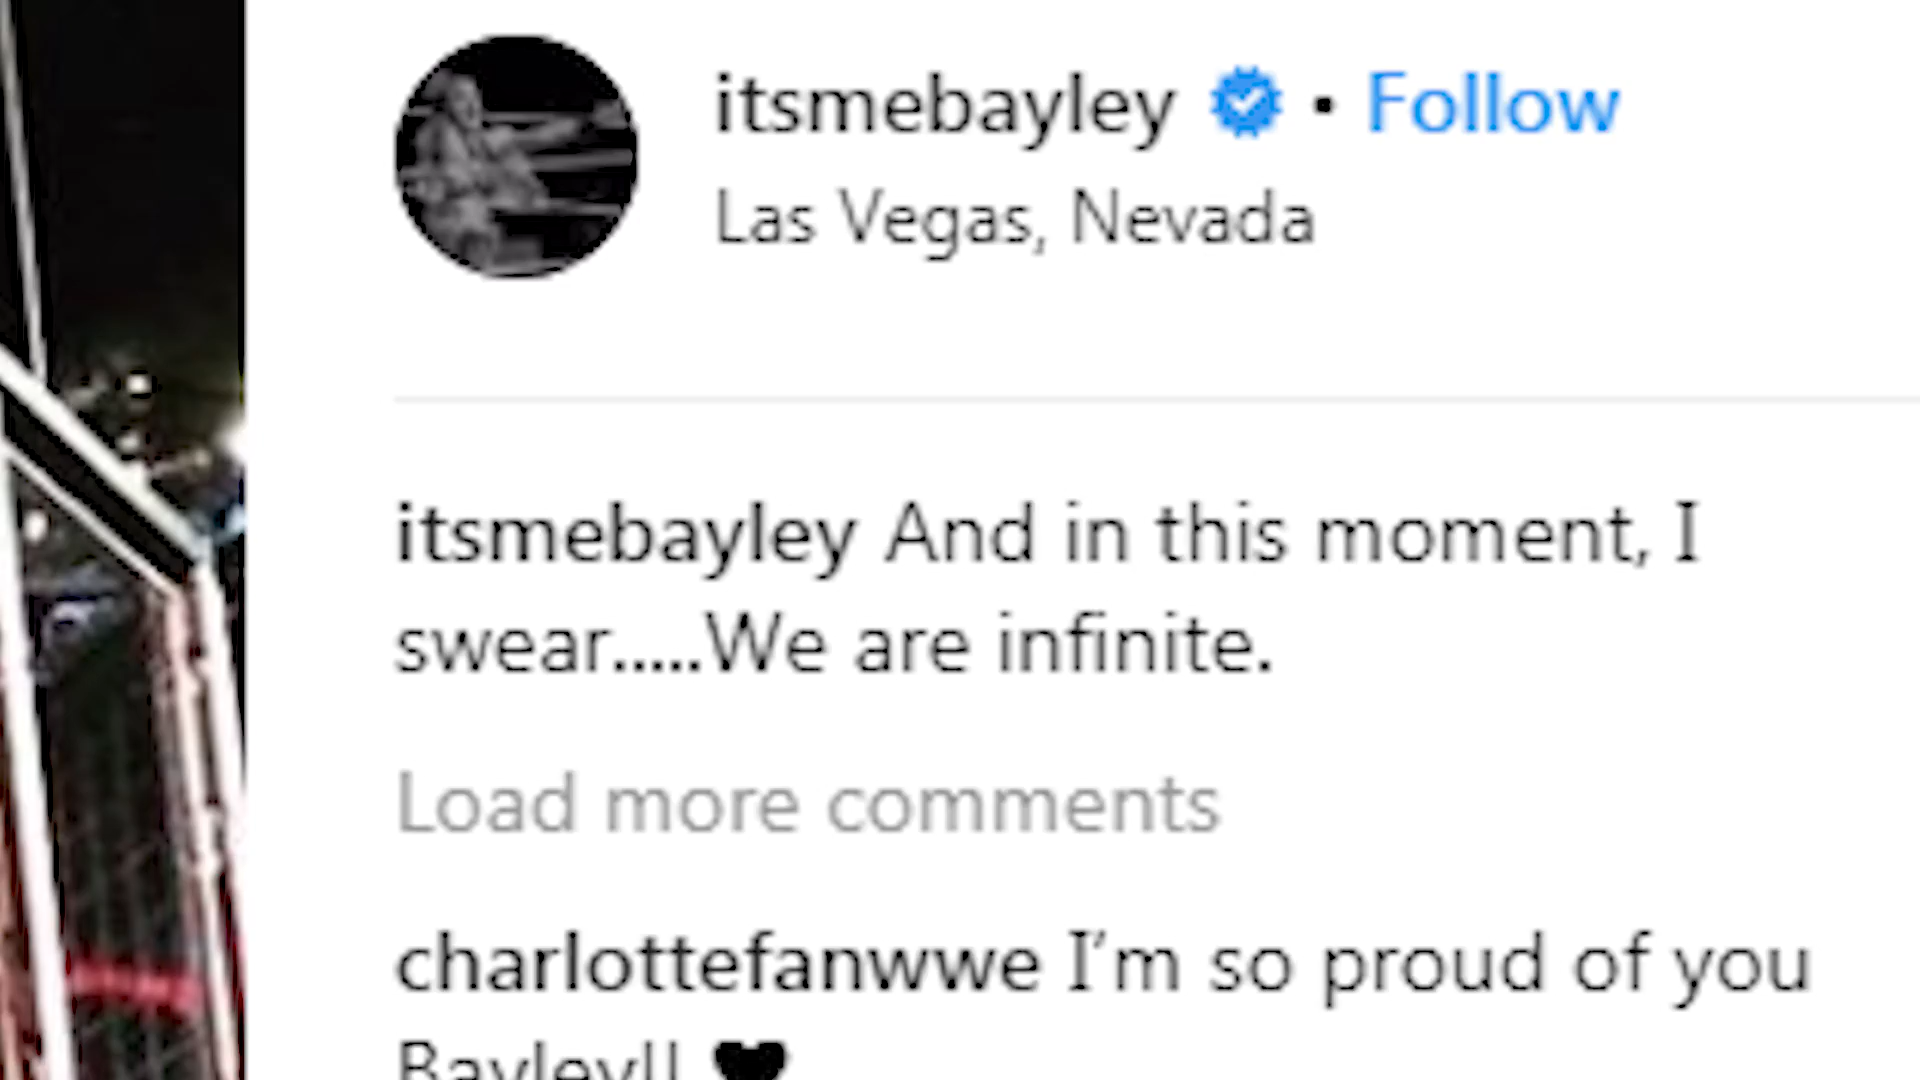 itsmebayley • Follow
Las Vegas, Nevada
itsmebayley And in this moment, I
swear.....We are infinite.
Load more comments
charlottefanwwe I'm so proud of you
Bayley!! ♥